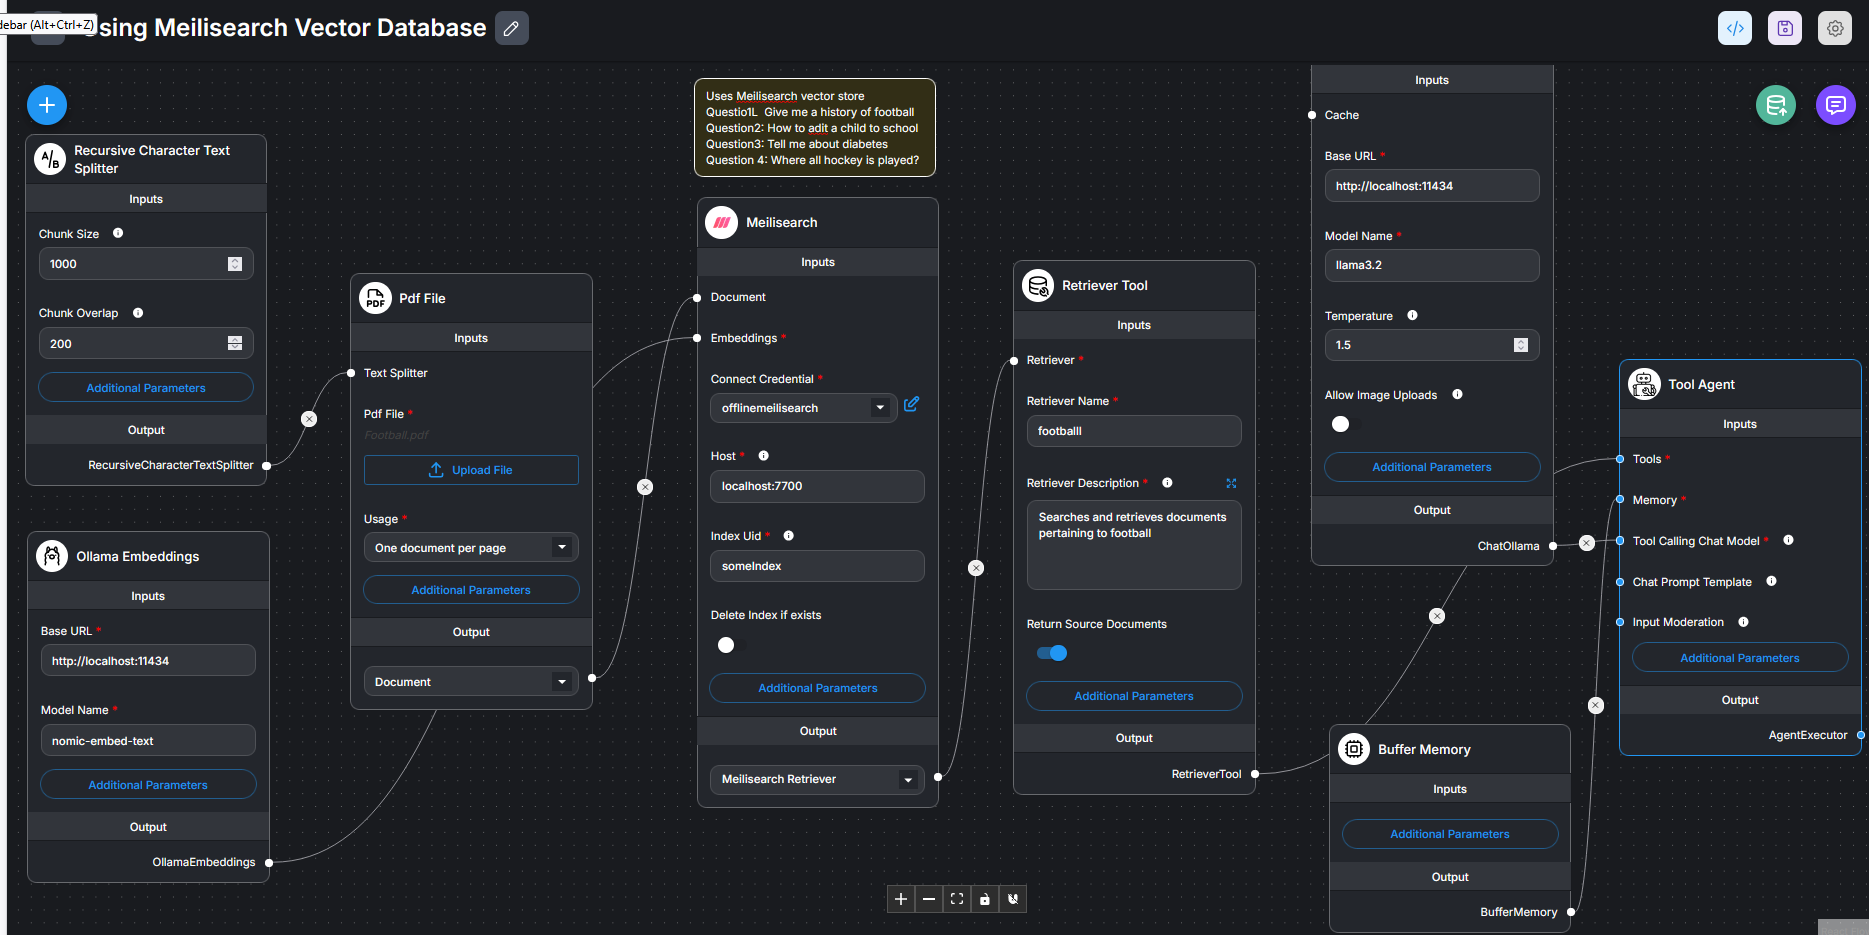 debar (Alt+Ctrl+Z)
sing Meilisearch Vector Database
Uses Meilisearch vector store
Questio1L  Give me a history of football
Question2: How to adit a child to school
Question3: Tell me about diabetes
Question 4: Where all hockey is played?
Recursive Character Text
Splitter
Inputs
Chunk Size
1000
Chunk Overlap
200
Additional Parameters
Output
RecursiveCharacterTextSplitter
Ollama Embeddings
Inputs
Base URL *
http://localhost:11434
Model Name *
nomic-embed-text
Additional Parameters
Output
OllamaEmbeddings
PDF
Pdf File
Inputs
Text Splitter
Pdf File *
Football.pdf
Upload File
Usage *
One document per page
Additional Parameters
Output
Document
Meilisearch
Inputs
Document
Embeddings *
Connect Credential *
offlinemeilisearch
Host *
localhost:7700
Index Uid *
someIndex
Delete Index if exists
Additional Parameters
Output
Meilisearch Retriever
Retriever Tool
Inputs
Retriever *
Retriever Name *
footballl
Retriever Description *
Searches and retrieves documents
pertaining to football
Return Source Documents
Additional Parameters
Output
RetrieverTool
Inputs
Cache
Base URL *
http://localhost:11434
Model Name *
llama3.2
Temperature
1.5
Allow Image Uploads
Additional Parameters
Output
ChatOllama
Buffer Memory
Inputs
Additional Parameters
Output
BufferMemory
Tool Agent
Inputs
Tools *
Memory *
Tool Calling Chat Model *
Chat Prompt Template
Input Moderation
Additional Parameters
Output
AgentExecutor